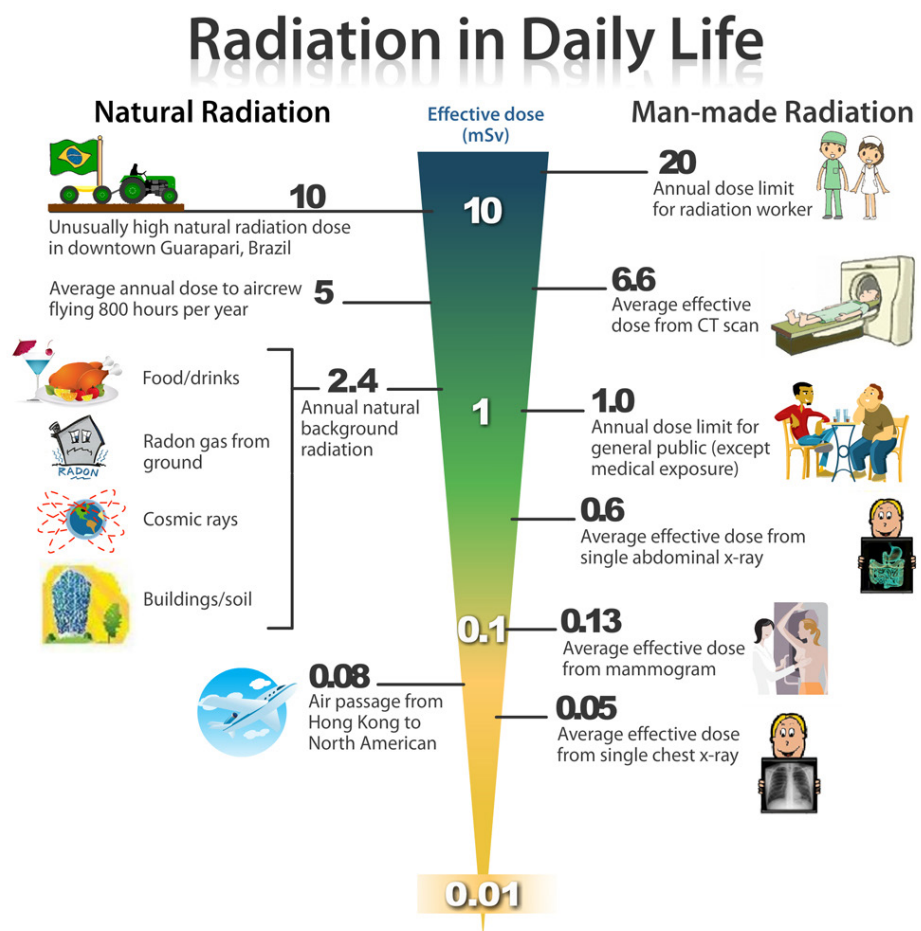 Radiation in Daily Life
Natural Radiation
10
Unusually high natural radiation dose
in downtown Guarapari, Brazil
Average annual dose to aircrew
flying 800 hours per year
5
Food/drinks
Radon gas from
ground
RADON
Cosmic rays
Buildings/soil
2.4
Annual natural
background
radiation
0.08
Air passage from
Hong Kong to
North American
Effective dose
(mSv)
10
1
0.1
0.01
Man-made Radiation
20
Annual dose limit
for radiation worker
6.6
Average effective
dose from CT scan
1.0
Annual dose limit for
general public (except
medical exposure)
0.6
Average effective dose from
single abdominal x-ray
0.13
Average effective dose
from mammogram
0.05
Average effective dose
from single chest x-ray